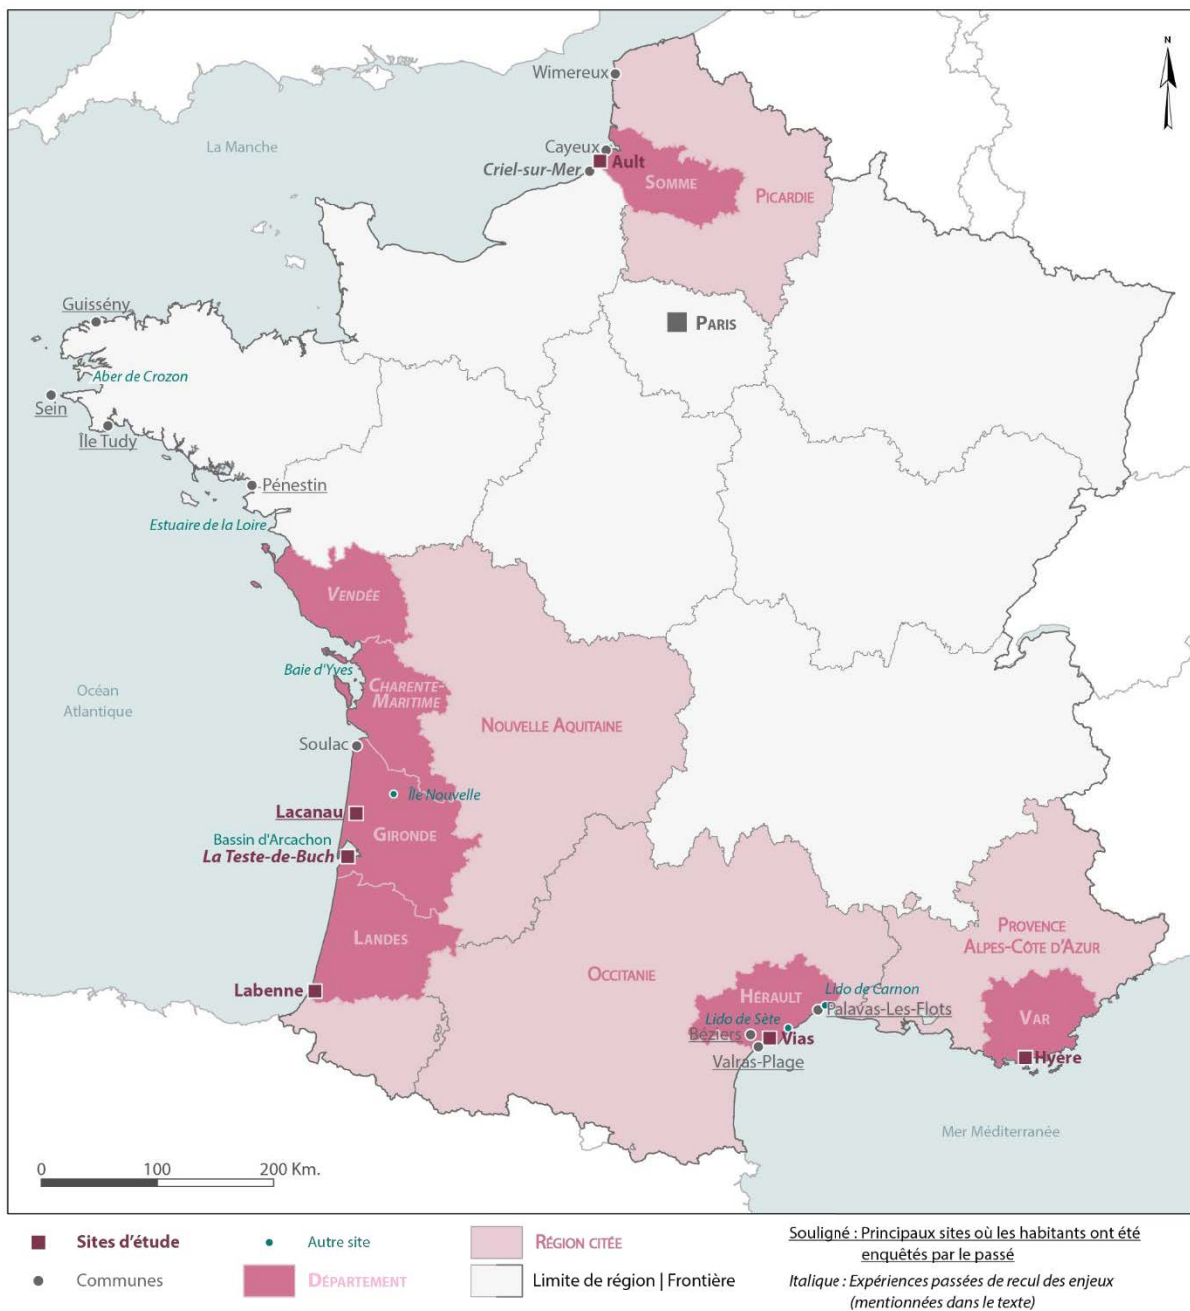 N
Wimereux
La Manche
Cayeux
Ault
Criel-sur-Mer
Somme
Picardie
Guissény
Paris
Aber de Crozon
Sein
Île Tudy
Pénestin
Estuaire de la Loire
Vendée
Baie d'Yves
Charente-
Maritime
Océan
Atlantique
Nouvelle Aquitaine
Soulac
Île Nouvelle
Lacanau
Gironde
Bassin d'Arcachon
La Teste-de-Buch
Landes
Provence
Alpes-Côte d'Azur
Occitanie
Labenne
Hérault
Lido de Carnon
Palavas-Les-Flots
Var
Lido de Sète
Béziers
Vias
Valras-Plage
Hyère
Mer Méditerranée
0 100 200 Km.
Sites d'étude
Autre site
Région citée
Souligné : Principaux sites où les habitants ont été
enquêtés par le passé
Communes
Département
Limite de région | Frontière
Italique : Expériences passées de recul des enjeux
(mentionnées dans le texte)